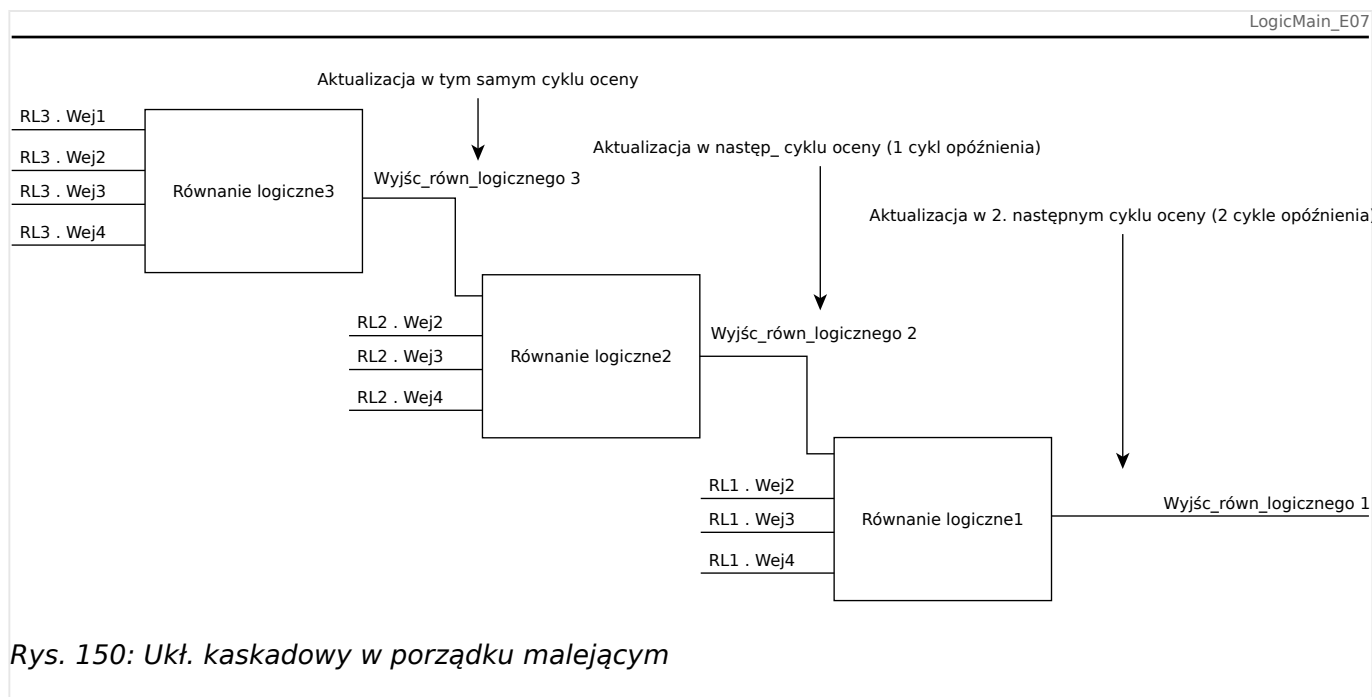 LogicMain_E07
Aktualizacja w tym samym cyklu oceny
RL3 . Wej1
RL3 . Wej2
RL3 . Wej3
RL3 . Wej4
Równanie logiczne3
Wyjśc_równ_logicznego 3
Aktualizacja w następ_ cyklu oceny (1 cykl opóźnienia)
Aktualizacja w 2. następnym cyklu oceny (2 cykle opóźnienia)
RL2 . Wej2
RL2 . Wej3
RL2 . Wej4
Równanie logiczne2
Wyjśc_równ_logicznego 2
RL1 . Wej2
RL1 . Wej3
RL1 . Wej4
Równanie logiczne1
Wyjśc_równ_logicznego 1
Rys. 150: Ukł. kaskadowy w porządku malejącym